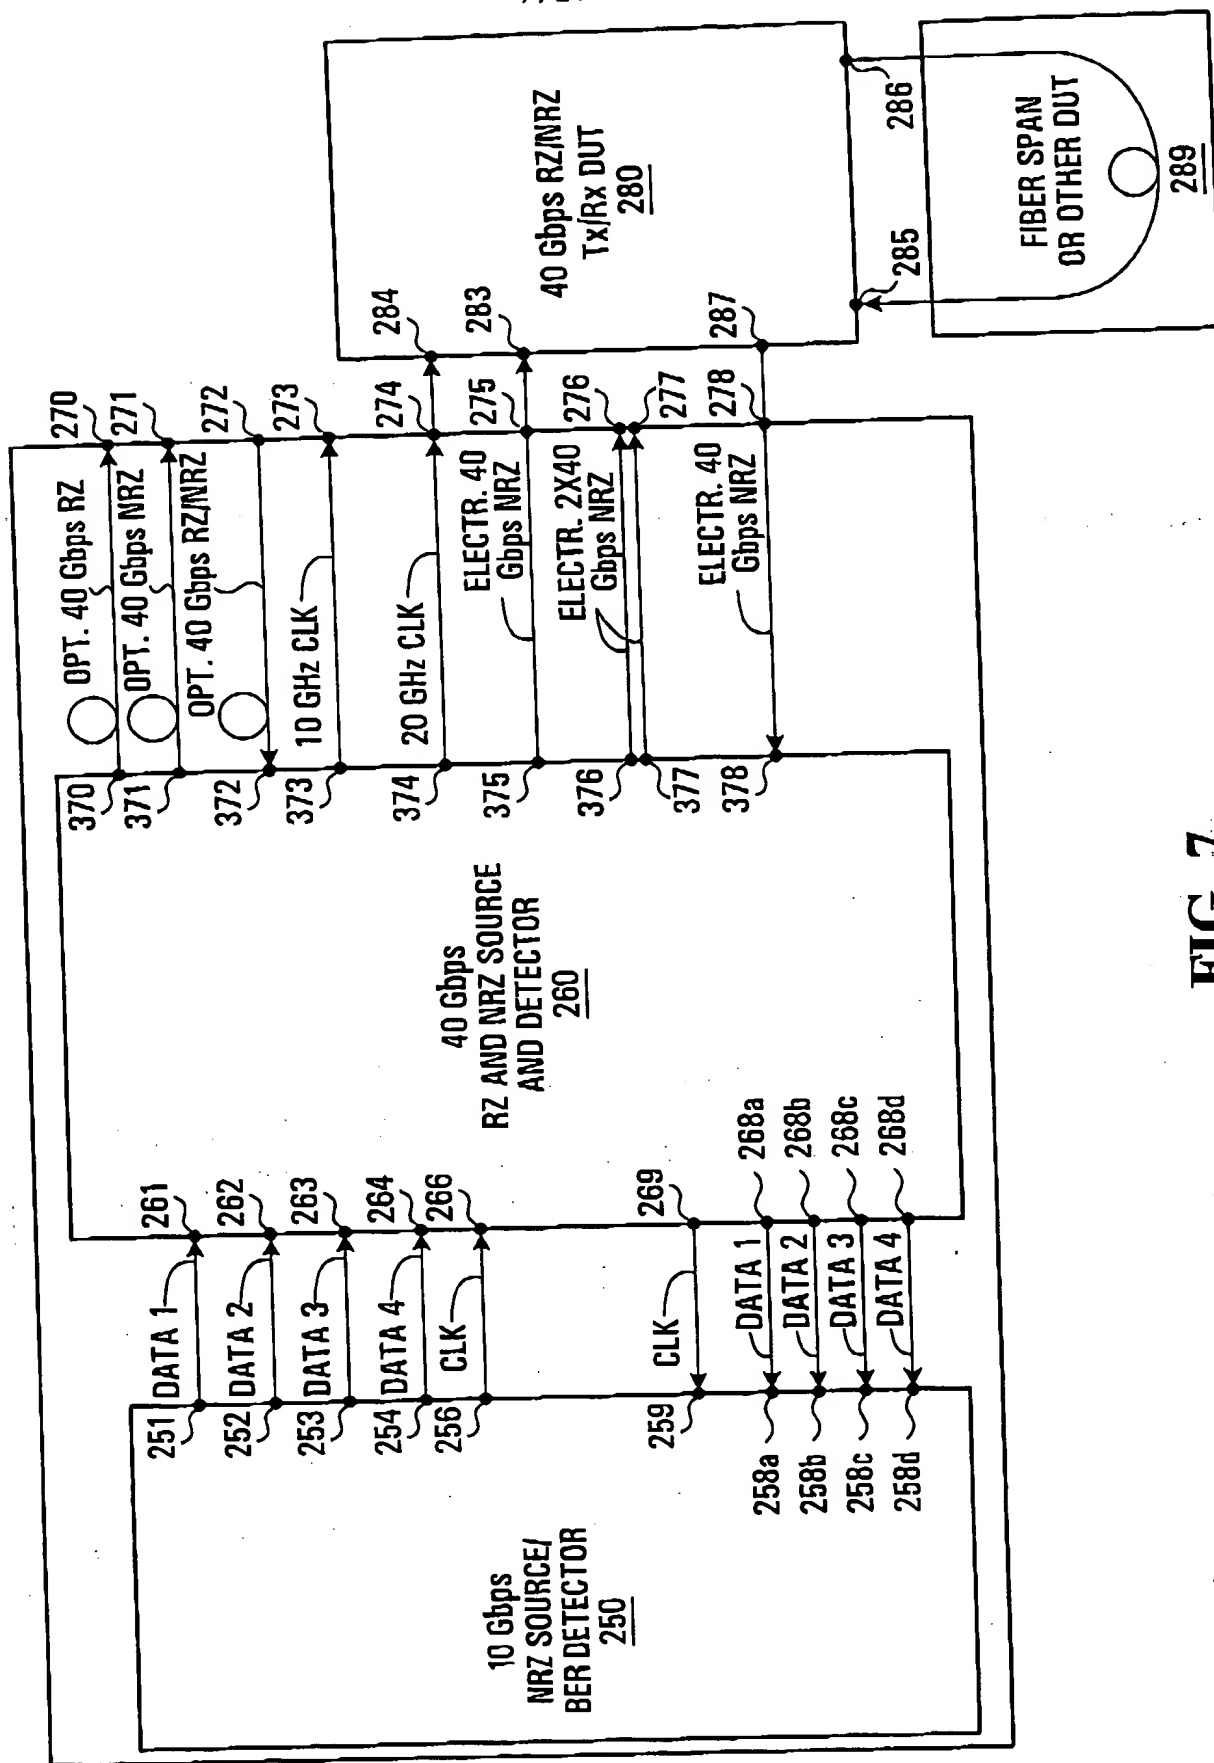 10 Gbps
NRZ SOURCE/
BER DETECTOR
250
251
252
253
254
256
259
258a
258b
258c
258d
DATA 1
DATA 2
DATA 3
DATA 4
CLK
CLK
DATA 1
DATA 2
DATA 3
DATA 4
261
262
263
264
266
269
268a
268b
268c
268d
40 Gbps
RZ AND NRZ SOURCE
AND DETECTOR
260
370
371
372
373
374
375
376
377
378
OPT. 40 Gbps RZ
OPT. 40 Gbps NRZ
OPT. 40 Gbps RZ/NRZ
10 GHz CLK
20 GHz CLK
ELECTR. 40
Gbps NRZ
ELECTR. 2X40
Gbps NRZ
ELECTR. 40
Gbps NRZ
270
271
272
273
274
275
276
277
278
284
283
287
40 Gbps RZ/NRZ
Tx/Rx DUT
280
285
286
FIBER SPAN
OR OTHER DUT
289
FIG. 7